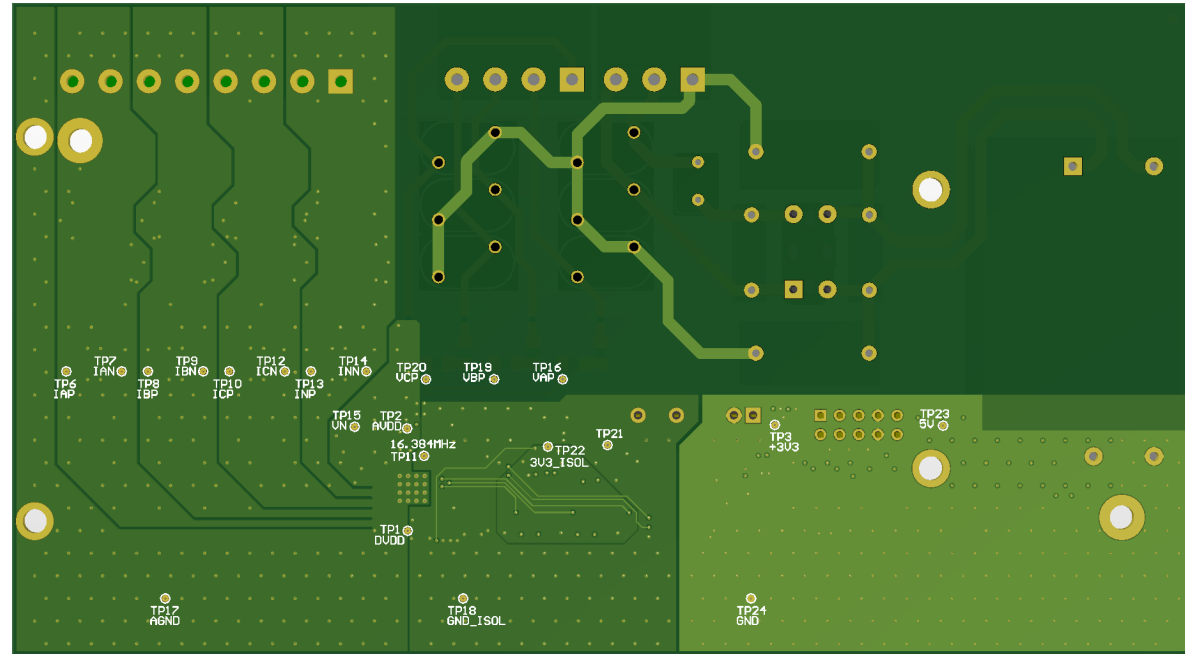 TP7
IAN
TP9
IBN
TP12
ICN
TP14
INN
TP20
VCP
TP19
VBP
TP16
VAP
TP6
IAP
TP8
IBP
TP10
ICP
TP13
INP
TP15
VN
TP2
AVDD
TP23
5V
16.384MHz
TP11
TP21
TP22
3V3_ISOL
TP3
+3V3
TP1
DVDD
TP17
AGND
TP18
GND_ISOL
TP24
GND